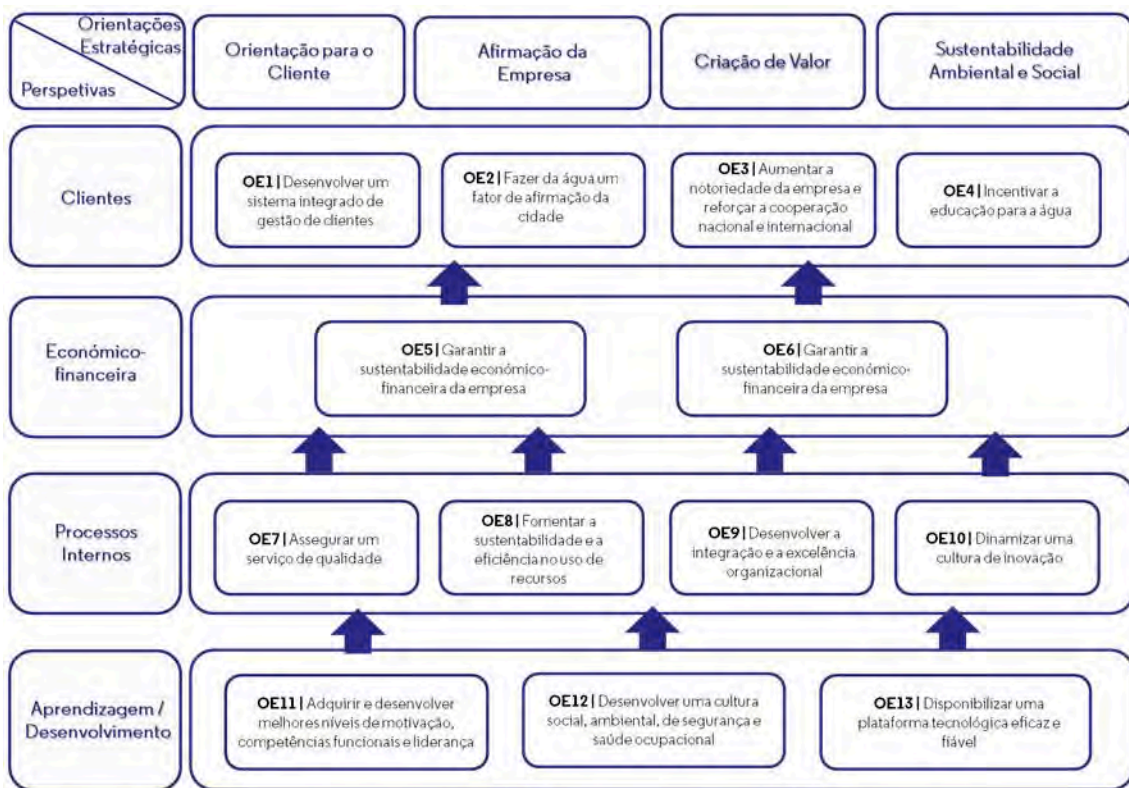 Orientações
Estratégicas
Perspetivas
Orientação para o
Cliente
Afirmação da
Empresa
Criação de Valor
Sustentabilidade
Ambiental e Social
Clientes
OE1| Desenvolver um
sistema integrado de
gestão de clientes
OE2| Fazer da água um
fator de afirmação da
cidade
OE3| Aumentar a
notoriedade da empresa e
reforçar a cooperação
nacional e internacional
OE4| Incentivar a
educação para a água
Económico-
financeira
OE5| Garantir a
sustentabilidade económico-
financeira da empresa
OE6| Garantir a
sustentabilidade económico-
financeira da empresa
Processos
Internos
OE7| Assegurar um
serviço de qualidade
OE8| Fomentar a
sustentabilidade e a
eficiência no uso de
recursos
OE9| Desenvolver a
integração e a excelência
organizacional
OE10| Dinamizar uma
cultura de inovação
Aprendizagem /
Desenvolvimento
OE11| Adquirir e desenvolver
melhores níveis de motivação,
competências funcionais e liderança
OE12| Desenvolver uma cultura
social, ambiental, de segurança e
saúde ocupacional
OE13| Disponibilizar uma
plataforma tecnológica eficaz e
fiável